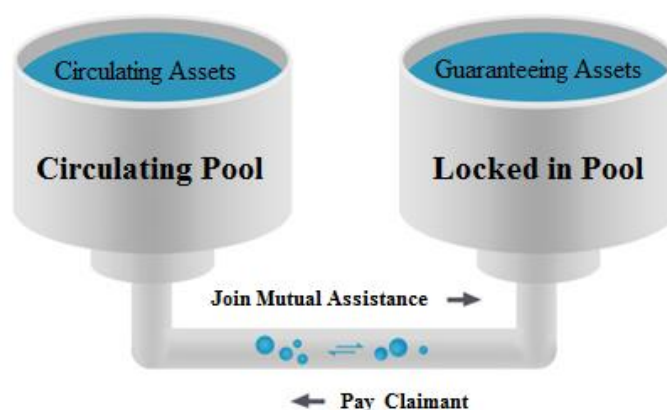 Circulating Assets
Guaranteeing Assets
Circulating Pool
Locked in Pool
Join Mutual Assistance
Pay Claimant